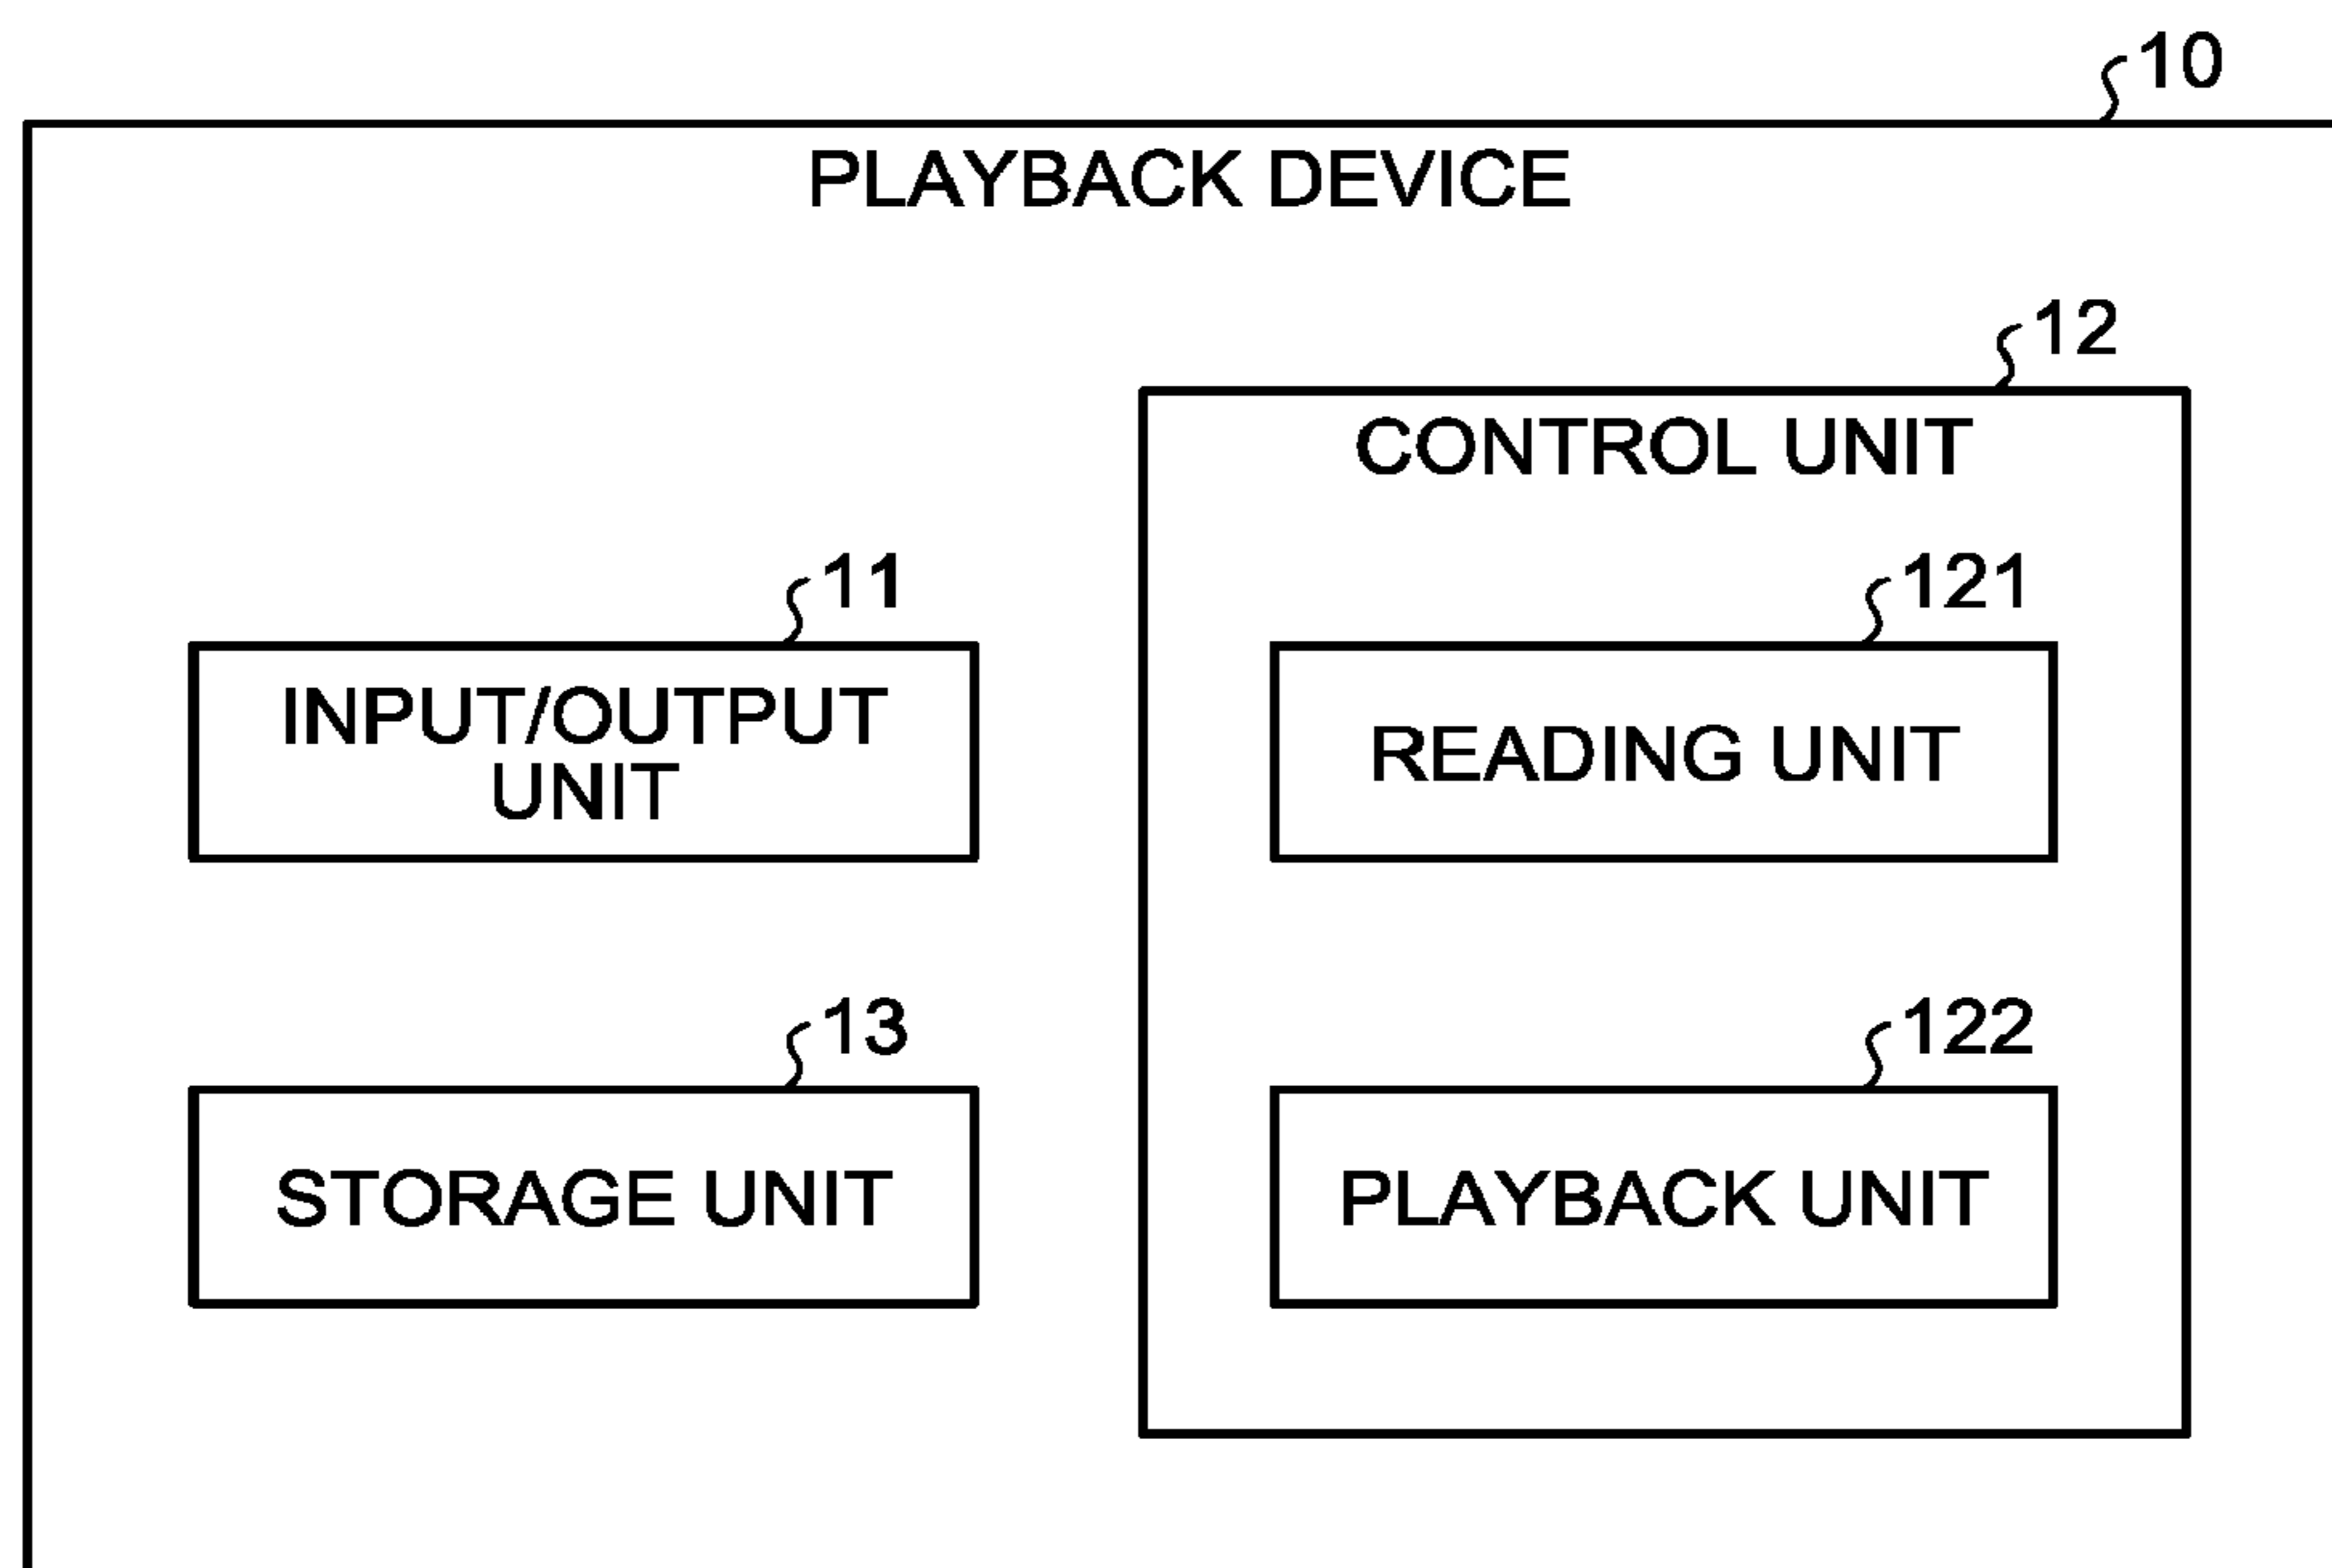 10
PLAYBACK DEVICE
12
CONTROL UNIT
11
INPUT/OUTPUT
UNIT
121
READING UNIT
13
STORAGE UNIT
122
PLAYBACK UNIT